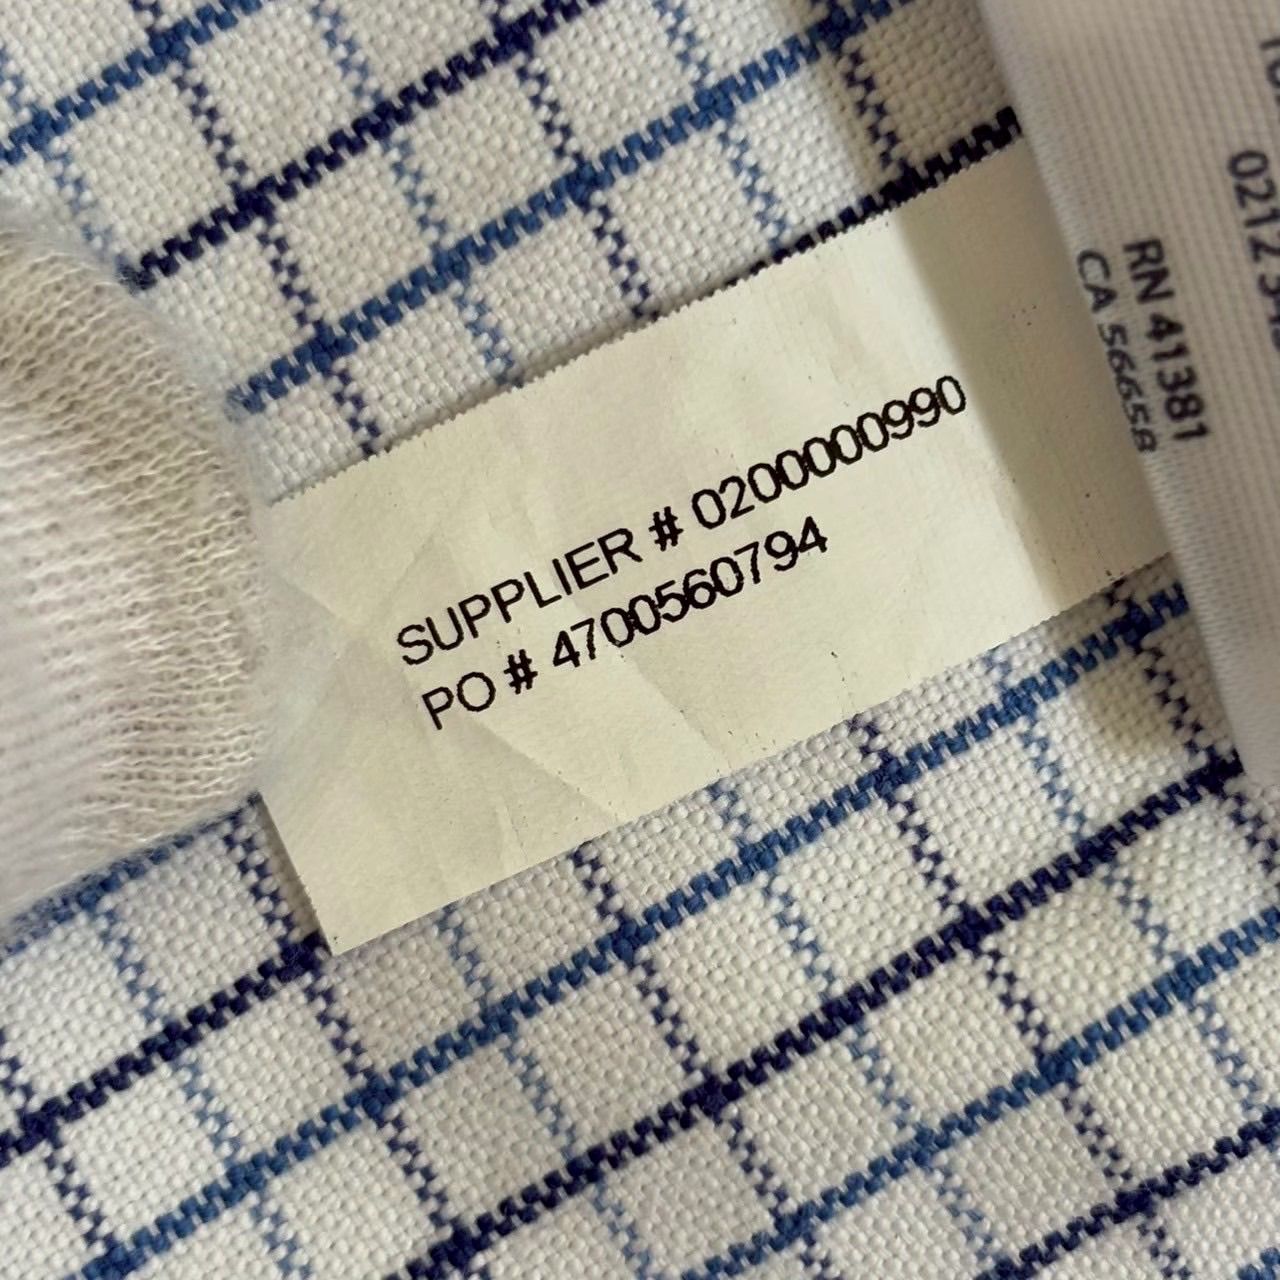 SUPPLIER # 0200000990
PO # 4700560794
RN 41381
CA 56658